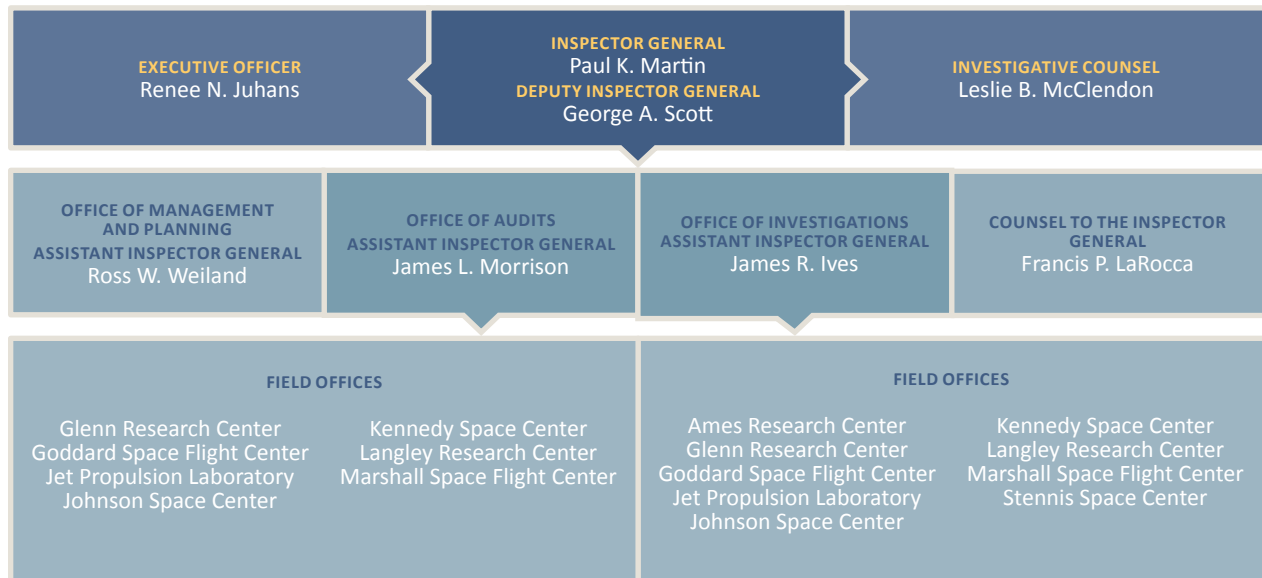 EXECUTIVE OFFICER
Renee N. Juhans
INSPECTOR GENERAL
Paul K. Martin
DEPUTY INSPECTOR GENERAL
George A. Scott
INVESTIGATIVE COUNSEL
Leslie B. McClendon
OFFICE OF MANAGEMENT
AND PLANNING
ASSISTANT INSPECTOR GENERAL
Ross W. Weiland
OFFICE OF AUDITS
ASSISTANT INSPECTOR GENERAL
James L. Morrison
OFFICE OF INVESTIGATIONS
ASSISTANT INSPECTOR GENERAL
James R. Ives
COUNSEL TO THE INSPECTOR
GENERAL
Francis P. LaRocca
FIELD OFFICES
Glenn Research Center
Goddard Space Flight Center
Jet Propulsion Laboratory
Johnson Space Center
Kennedy Space Center
Langley Research Center
Marshall Space Flight Center
FIELD OFFICES
Ames Research Center
Glenn Research Center
Goddard Space Flight Center
Jet Propulsion Laboratory
Johnson Space Center
Kennedy Space Center
Langley Research Center
Marshall Space Flight Center
Stennis Space Center